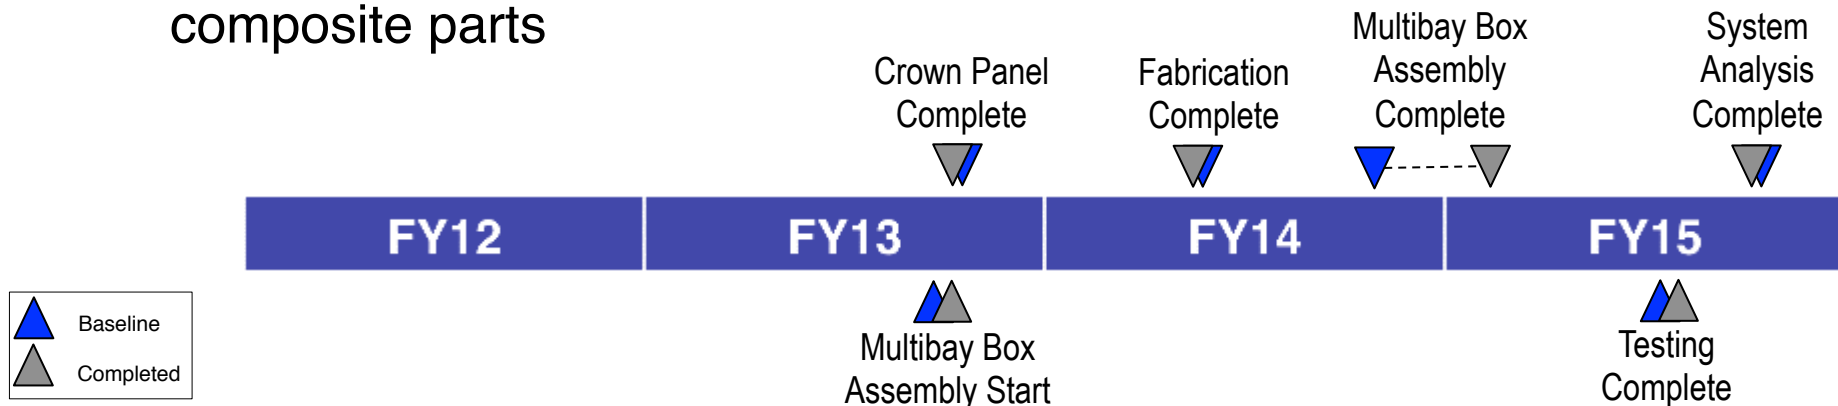 composite parts
Crown Panel
Complete
Fabrication
Complete
Multibay Box
Assembly
Complete
System
Analysis
Complete
FY12
FY13
FY14
FY15
Baseline
Completed
Multibay Box
Assembly Start
Testing
Complete